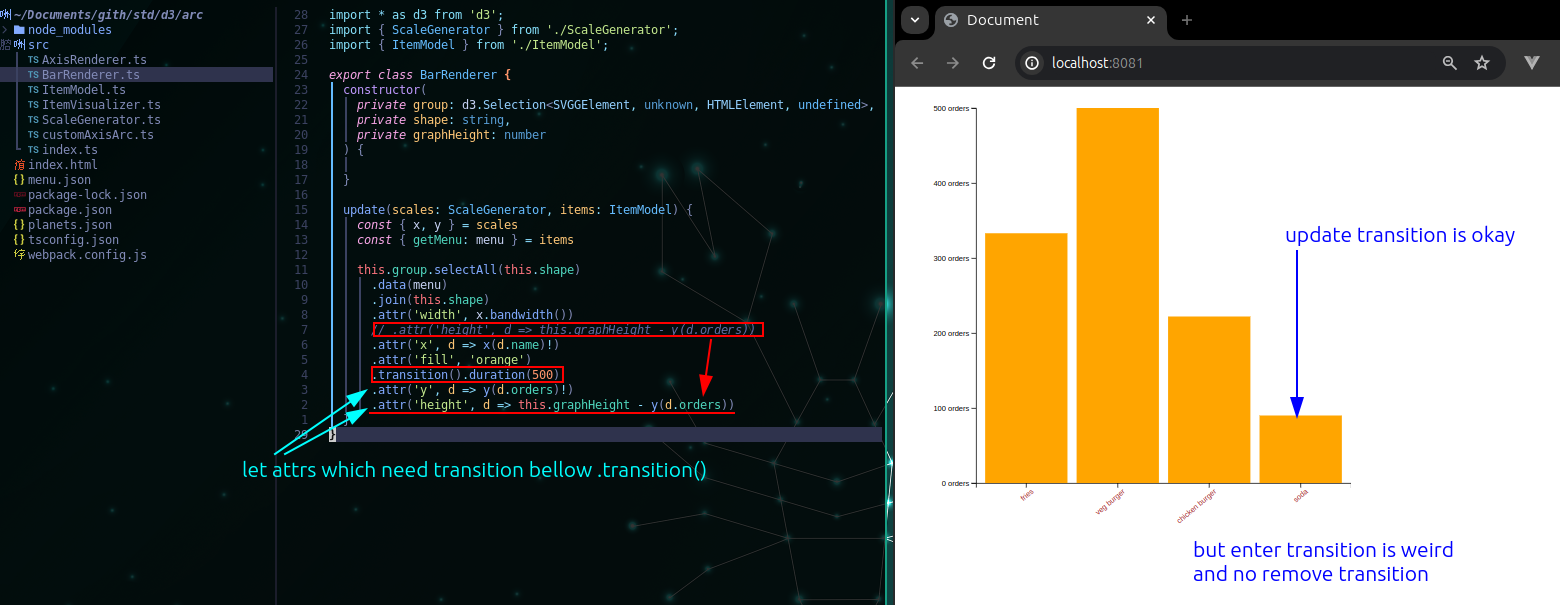 ~/Documents/gith/std/d3/arc
node_modules
src
TS AxisRenderer.ts
TS BarRenderer.ts
TS ItemModel.ts
TS ItemVisualizer.ts
TS ScaleGenerator.ts
TS customAxisArc.ts
TS index.ts
index.html
{} menu.json
package-lock.json
package.json
{} planets.json
{} tsconfig.json
webpack.config.js
28 import * as d3 from 'd3';
27 import { ScaleGenerator } from './ScaleGenerator';
26 import { ItemModel } from './ItemModel';
25
24 export class BarRenderer {
23 constructor(
22 private group: d3.Selection<SVGGElement, unknown, HTMLElement, undefined>,
21 private shape: string,
20 private graphHeight: number
19 ) {
18
17 }
16
15 update(scales: ScaleGenerator, items: ItemModel) {
14 const { x, y } = scales
13 const { getMenu: menu } = items
12
11 this.group.selectAll(this.shape)
10 .data(menu)
9 .join(this.shape)
8 .attr('width', x.bandwidth())
7 // .attr('height', d => this.graphHeight - y(d.orders))
6 .attr('x', d => x(d.name)!)
5 .attr('fill', 'orange')
4 .transition().duration(500)
3 .attr('y', d => y(d.orders)!)
2 .attr('height', d => this.graphHeight - y(d.orders))
1 }
29 }
let attrs which need transition bellow .transition()
Document
localhost:8081
500 orders
400 orders
300 orders
200 orders
100 orders
0 orders
fries
veg burger
chicken burger
soda
update transition is okay
but enter transition is weird
and no remove transition